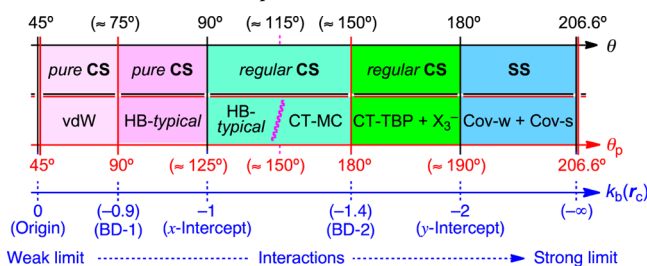 45º (≈ 75º) 90º (≈ 115º) (≈ 150º) 180º 206.6º
θ
pure CS pure CS regular CS regular CS SS
vdW HB-typical HB-typical CT-MC CT-TBP + X₃⁻ Cov-w + Cov-s
θp
45º 90º (≈ 125º) (≈ 150º) 180º (≈ 190º) 206.6º
kb(rc)
0 (–0.9) –1 (–1.4) –2 (–∞)
(Origin) (BD-1) (x-Intercept) (BD-2) (y-Intercept)
Weak limit Interactions Strong limit